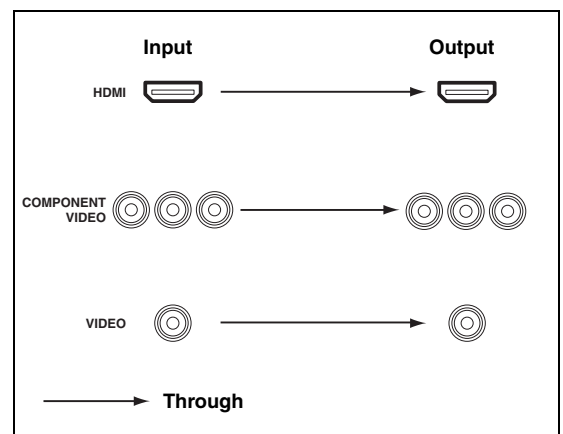 Input Output
HDMI
COMPONENT
VIDEO
VIDEO
Through